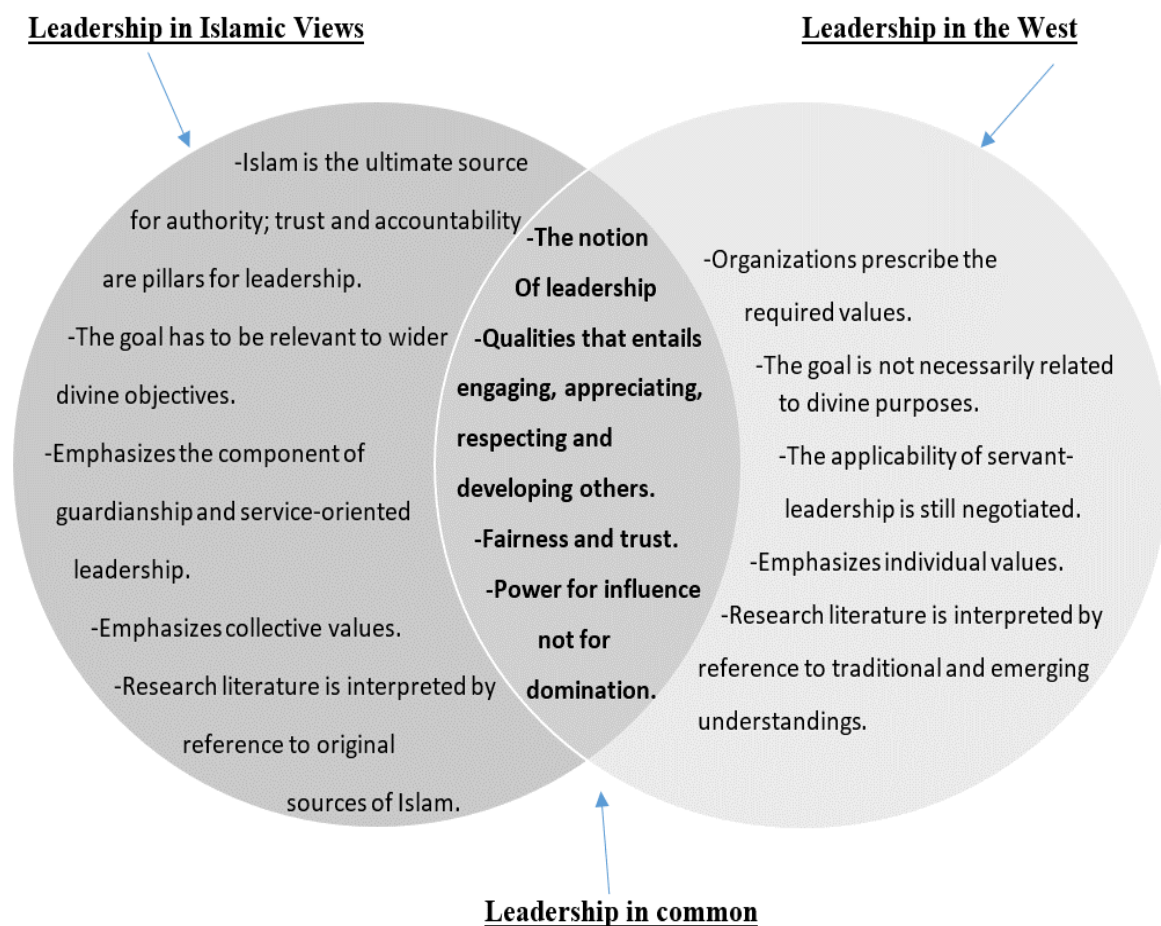 Leadership in Islamic Views
Leadership in the West
-Islam is the ultimate source
for authority; trust and accountability
are pillars for leadership.
-The goal has to be relevant to wider
divine objectives.
-Emphasizes the component of
guardianship and service-oriented
leadership.
-Emphasizes collective values.
-Research literature is interpreted by
reference to original
sources of Islam.
-The notion
Of leadership
-Qualities that entails
engaging, appreciating,
respecting and
developing others.
-Fairness and trust.
-Power for influence
not for
domination.
-Organizations prescribe the
required values.
-The goal is not necessarily related
to divine purposes.
-The applicability of servant-
leadership is still negotiated.
-Emphasizes individual values.
-Research literature is interpreted by
reference to traditional and emerging
understandings.
Leadership in common